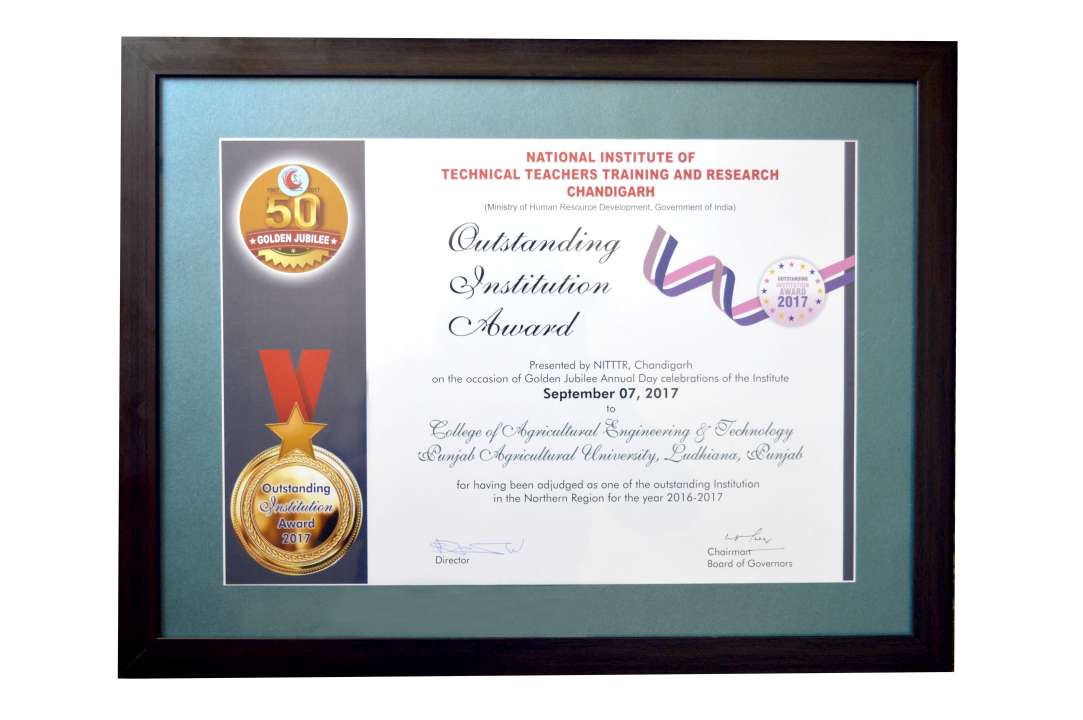 NATIONAL INSTITUTE OF
TECHNICAL TEACHERS TRAINING AND RESEARCH
CHANDIGARH
(Ministry of Human Resource Development, Government of India)
1967 2017
50
★ GOLDEN JUBILEE ★
Outstanding
Institution
Award
OUTSTANDING
INSTITUTION
AWARD
2017
Presented by NITTTR, Chandigarh
on the occasion of Golden Jubilee Annual Day celebrations of the Institute
September 07, 2017
to
College of Agricultural Engineering & Technology
Punjab Agricultural University, Ludhiana, Punjab
for having been adjudged as one of the outstanding Institution
in the Northern Region for the year 2016-2017
Outstanding
Institution
Award
2017
Director
Chairman
Board of Governors